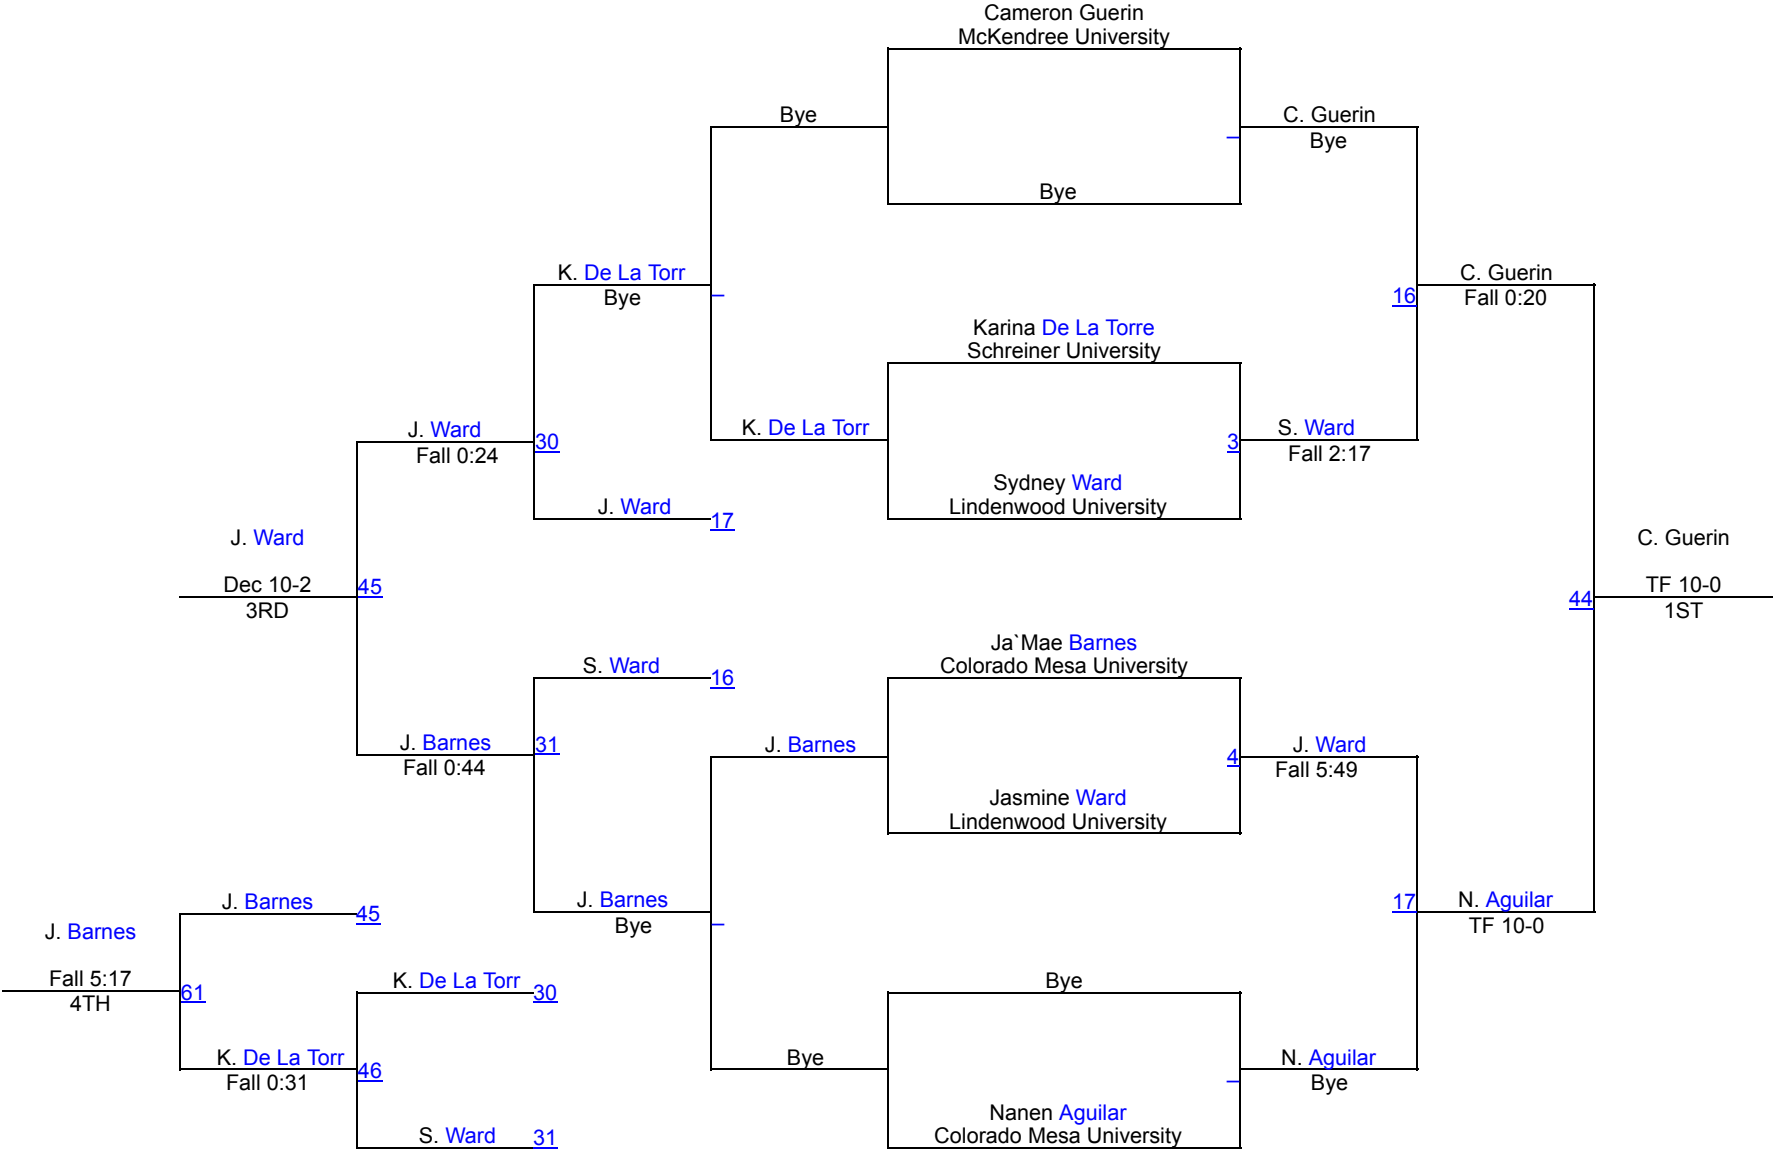 Cameron Guerin
McKendree University
Bye
C. Guerin
Bye
Bye
K. De La Torr
Bye
C. Guerin
16
Fall 0:20
Karina De La Torre
Schreiner University
J. Ward
30
Fall 0:24
K. De La Torr
3
S. Ward
Fall 2:17
Sydney Ward
Lindenwood University
J. Ward
17
J. Ward
Dec 10-2
45
3RD
C. Guerin
44
TF 10-0
1ST
Ja`Mae Barnes
Colorado Mesa University
S. Ward
16
J. Barnes
31
Fall 0:44
J. Barnes
4
J. Ward
Fall 5:49
Jasmine Ward
Lindenwood University
J. Barnes
45
J. Barnes
Bye
17
N. Aguilar
TF 10-0
J. Barnes
Fall 5:17
61
4TH
K. De La Torr
30
Bye
K. De La Torr
46
Fall 0:31
Bye
N. Aguilar
Bye
Nanen Aguilar
Colorado Mesa University
S. Ward
31